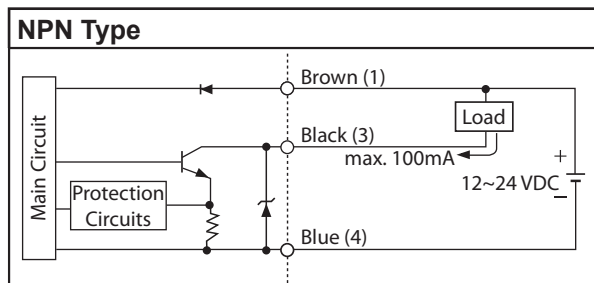 NPN Type
Main Circuit
Brown (1)
Load
Black (3)
max. 100mA
+
12~24 VDC
−
Protection
Circuits
Blue (4)